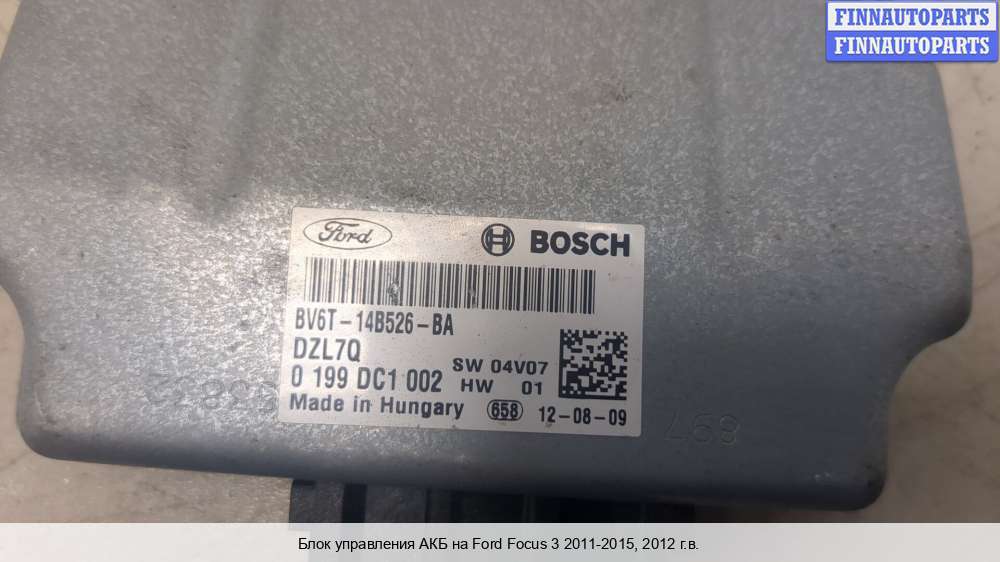 FINNAUTOPARTS
FINNAUTOPARTS
Ford
BOSCH
BV6T-14B526-BA
DZL7Q
SW 04V07
0 199 DC1 002
HW 01
Made in Hungary 658 12-08-09
897
Блок управления АКБ на Ford Focus 3 2011-2015, 2012 г.в.